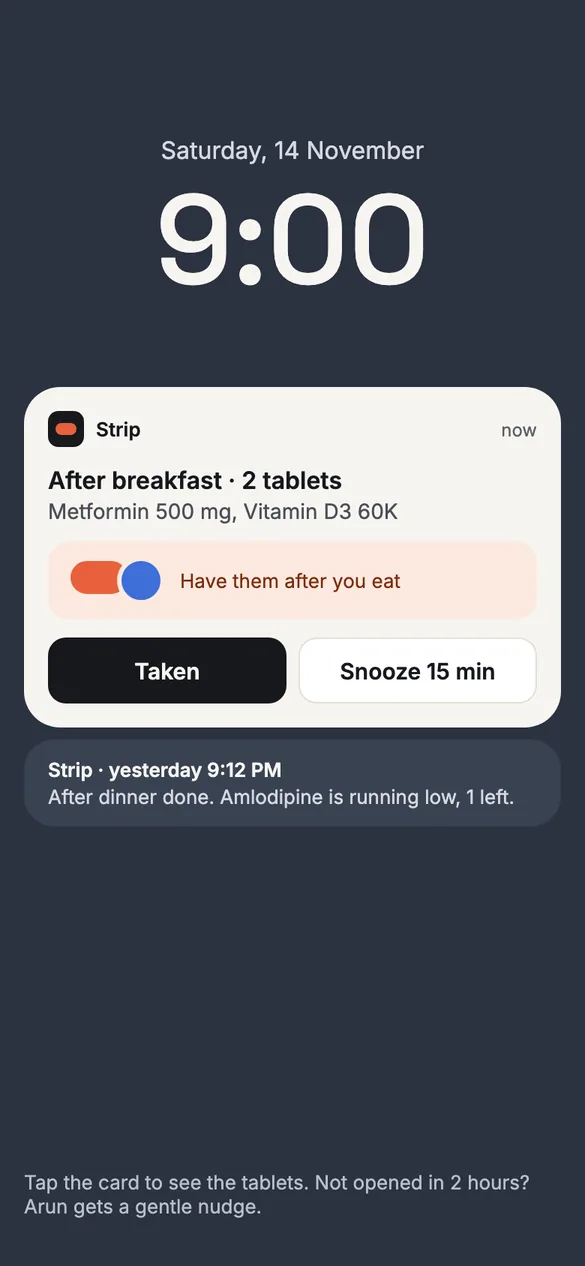 Saturday, 14 November
9:00
Strip
now
After breakfast · 2 tablets
Metformin 500 mg, Vitamin D3 60K
Have them after you eat
Taken
Snooze 15 min
Strip · yesterday 9:12 PM
After dinner done. Amlodipine is running low, 1 left.
Tap the card to see the tablets. Not opened in 2 hours?
Arun gets a gentle nudge.